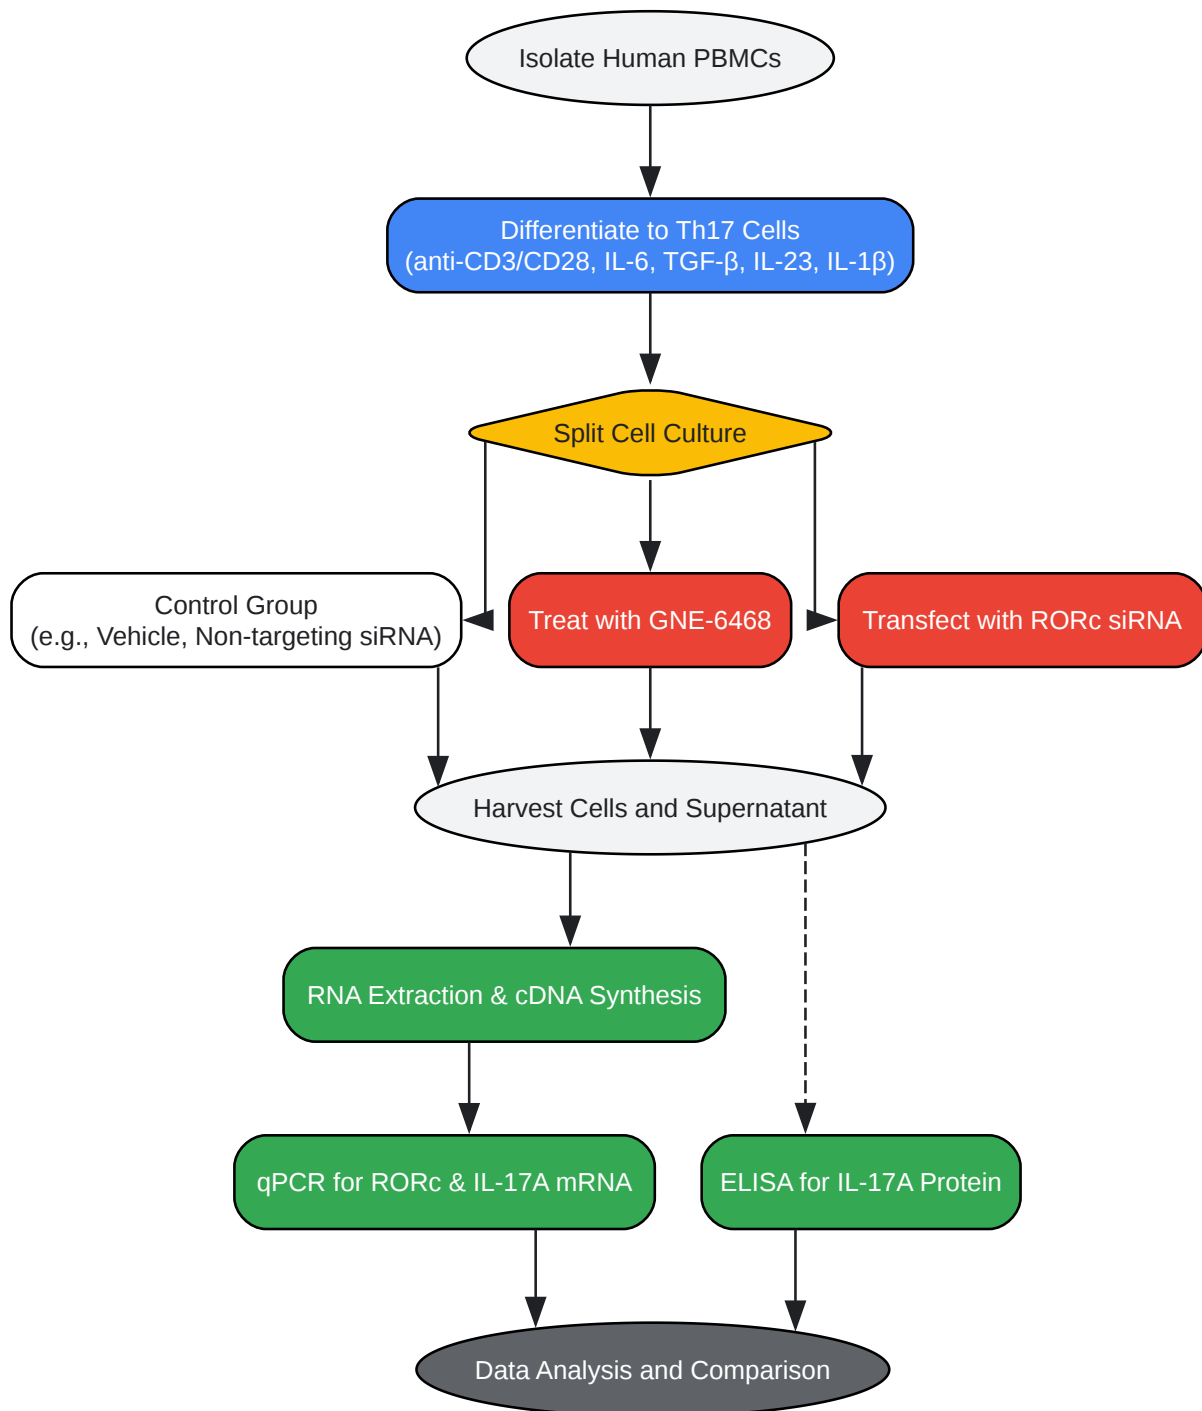 Isolate Human PBMCs
Differentiate to Th17 Cells
(anti-CD3/CD28, IL-6, TGF-β, IL-23, IL-1β)
Split Cell Culture
Control Group
(e.g., Vehicle, Non-targeting siRNA)
Treat with GNE-6468
Transfect with RORc siRNA
Harvest Cells and Supernatant
RNA Extraction & cDNA Synthesis
qPCR for RORc & IL-17A mRNA
ELISA for IL-17A Protein
Data Analysis and Comparison